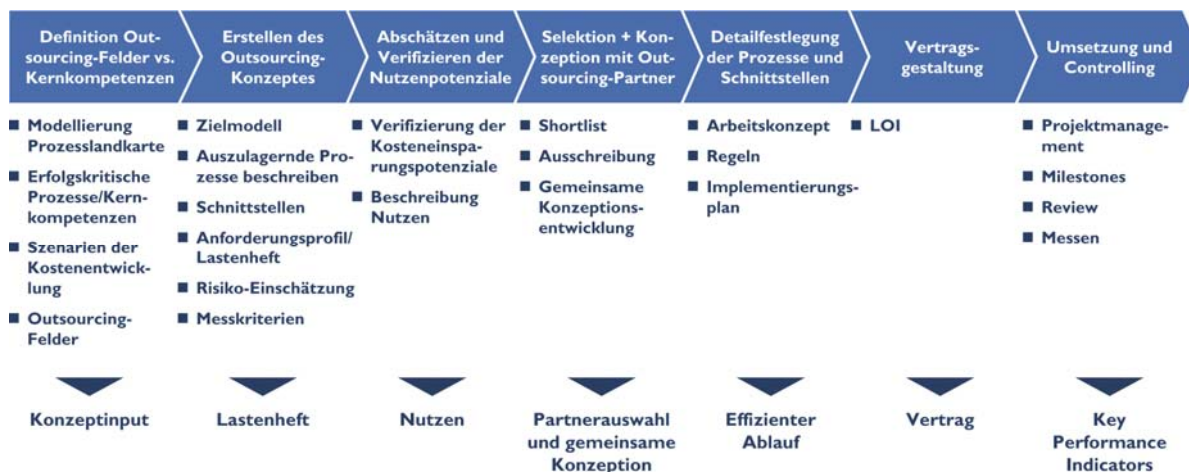 Definition Out-
sourcing-Felder vs.
Kernkompetenzen
Erstellen des
Outsourcing-
Konzeptes
Abschätzen und
Verifizieren der
Nutzenpotenziale
Selektion + Kon-
zeption mit Out-
sourcing-Partner
Detailfestlegung
der Prozesse und
Schnittstellen
Vertrags-
gestaltung
Umsetzung und
Controlling
■ Modellierung
Prozesslandkarte
■ Erfolgskritische
Prozesse/Kern-
kompetenzen
■ Szenarien der
Kostenentwick-
lung
■ Outsourcing-
Felder
■ Zielmodell
■ Auszulagernde Pro-
zesse beschreiben
■ Schnittstellen
■ Anforderungsprofil/
Lastenheft
■ Risiko-Einschätzung
■ Messkriterien
■ Verifizierung der
Kosteneinspa-
rungspotenziale
■ Beschreibung
Nutzen
■ Shortlist
■ Ausschreibung
■ Gemeinsame
Konzeptions-
entwicklung
■ Arbeitskonzept
■ Regeln
■ Implementierungs-
plan
■ LOI
■ Projektmanage-
ment
■ Milestones
■ Review
■ Messen
Konzeptinput
Lastenheft
Nutzen
Partnerauswahl
und gemeinsame
Konzeption
Effizienter
Ablauf
Vertrag
Key
Performance
Indicators